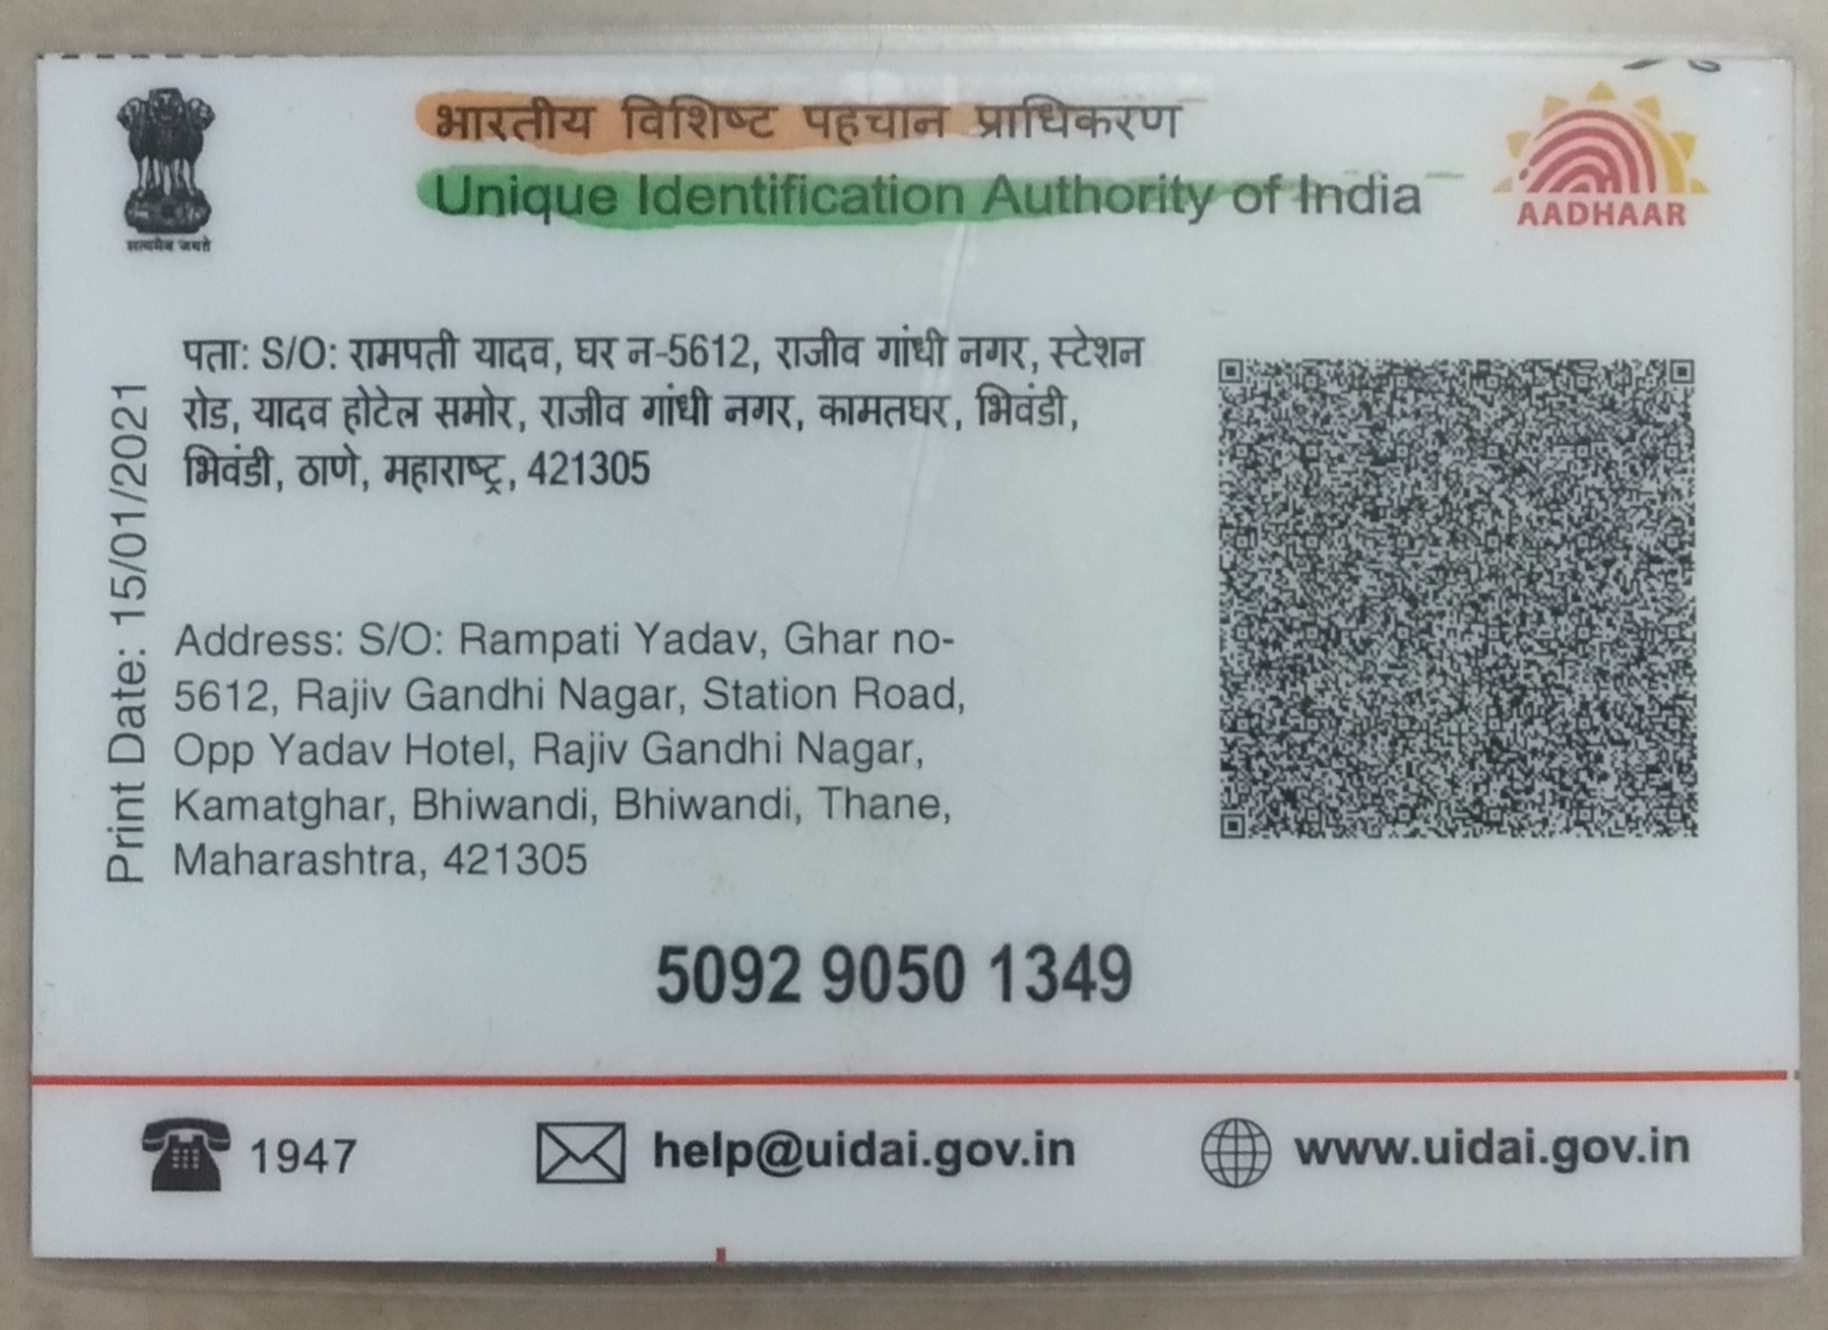 भारतीय विशिष्ट पहचान प्राधिकरण
Unique Identification Authority of India
सत्यमेव जयते
AADHAAR
Print Date: 15/01/2021
पता: S/O: रामपती यादव, घर न-5612, राजीव गांधी नगर, स्टेशन
रोड, यादव होटेल समोर, राजीव गांधी नगर, कामतघर, भिवंडी,
भिवंडी, ठाणे, महाराष्ट्र, 421305
Address: S/O: Rampati Yadav, Ghar no-
5612, Rajiv Gandhi Nagar, Station Road,
Opp Yadav Hotel, Rajiv Gandhi Nagar,
Kamatghar, Bhiwandi, Bhiwandi, Thane,
Maharashtra, 421305
5092 9050 1349
1947
help@uidai.gov.in
www.uidai.gov.in